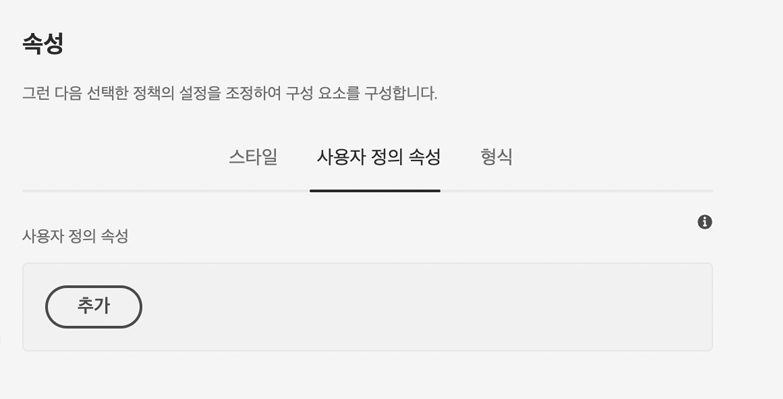 속성
그런 다음 선택한 정책의 설정을 조정하여 구성 요소를 구성합니다.
스타일 사용자 정의 속성 형식
사용자 정의 속성
추가